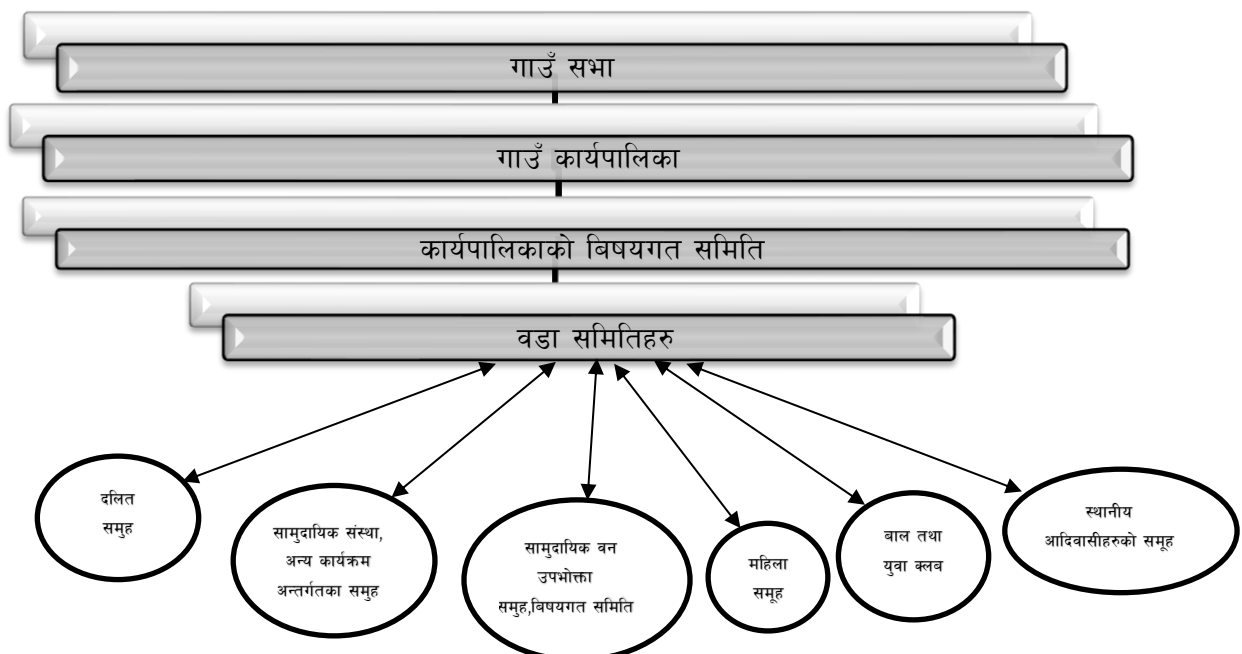 गाउँ सभा
गाउँ कार्यपालिका
कार्यपालिकाको बिषयगत समिति
वडा समितिहरु
दलित
समुह
सामुदायिक संस्था,
अन्य कार्यक्रम
अन्तर्गतका समुह
सामुदायिक वन
उपभोक्ता
समुह,बिषयगत समिति
महिला
समूह
बाल तथा
युवा क्लब
स्थानीय
आदिवासीहरुको समूह